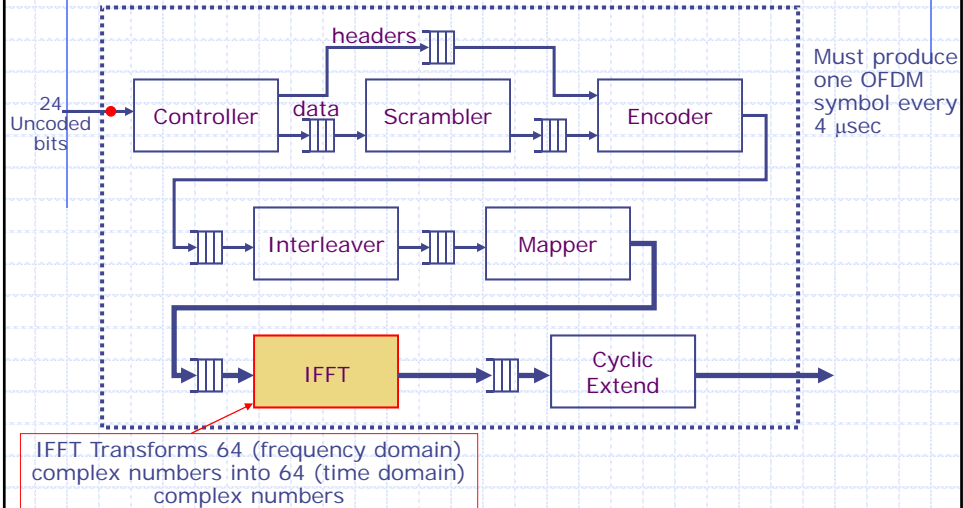 headers
Must produce
one OFDM
symbol every
4 μsec
24
Uncoded
bits
Controller
data
Scrambler
Encoder
Interleaver
Mapper
IFFT
Cyclic
Extend
IFFT Transforms 64 (frequency domain)
complex numbers into 64 (time domain)
complex numbers